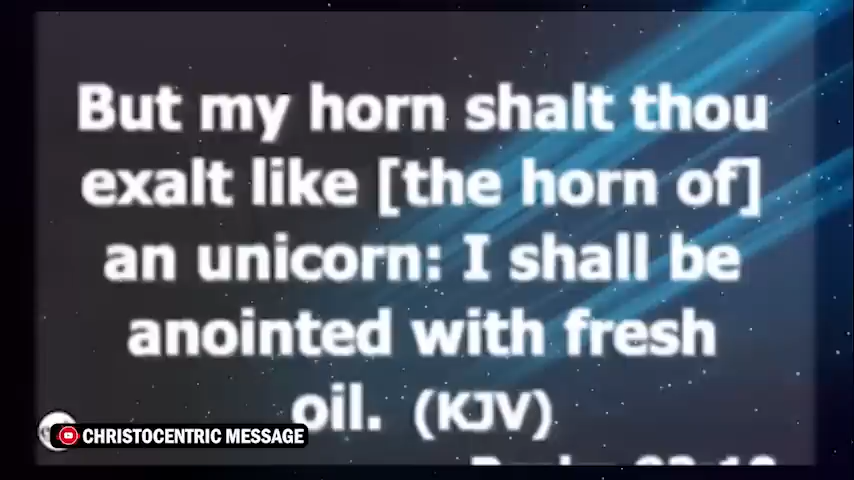 But my horn shalt thou
exalt like [the horn of]
an unicorn: I shall be
anointed with fresh
oil. (KJV)
CHRISTOCENTRIC MESSAGE